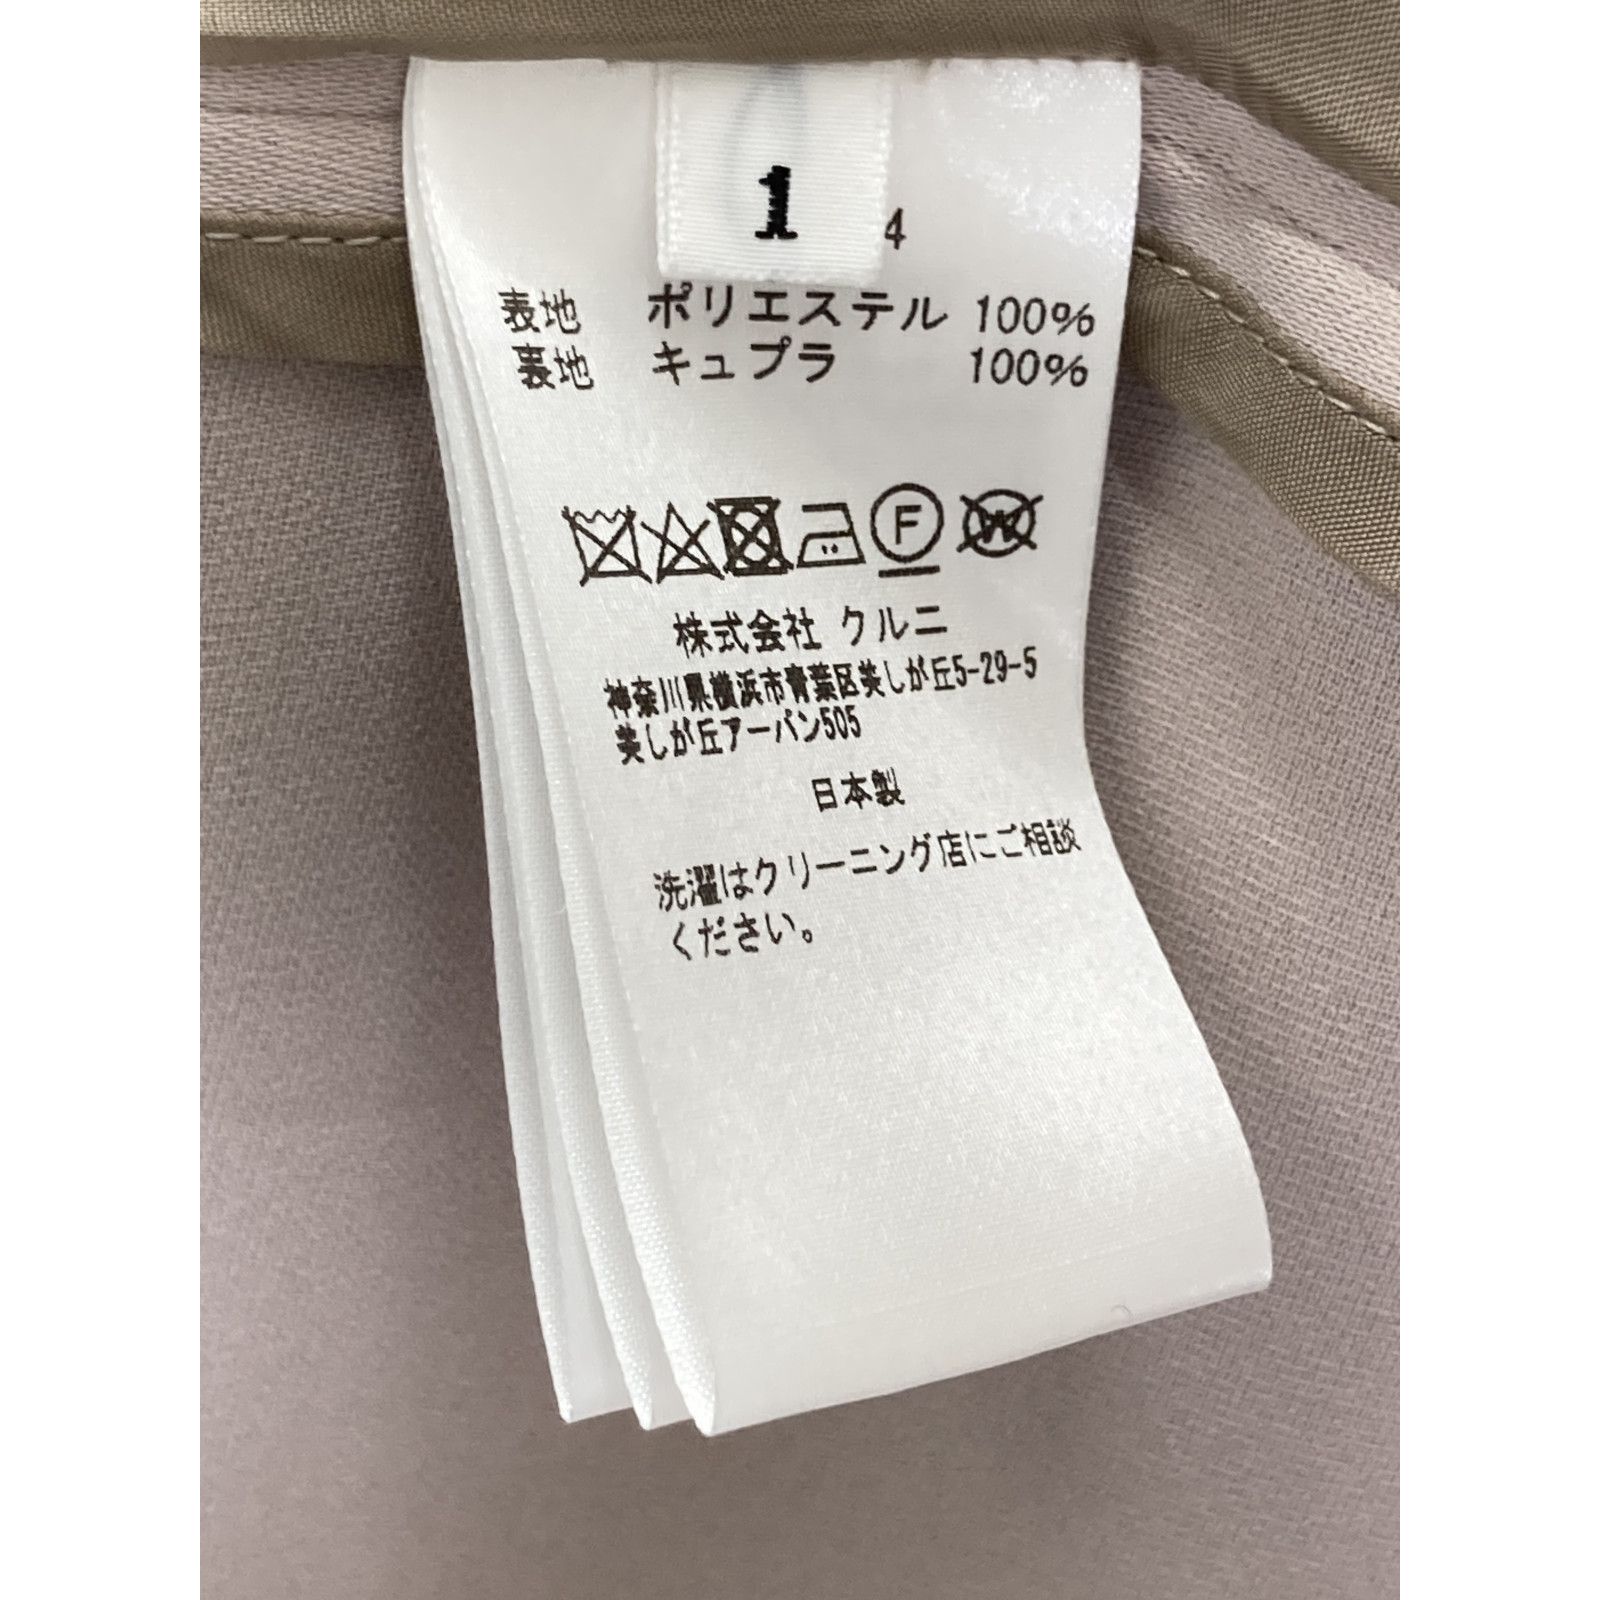 1
4
表地 ポリエステル 100%
裏地 キュプラ 100%
F W
株式会社 クルニ
神奈川県横浜市青葉区美しが丘5-29-5
美しが丘アーバン505
日本製
洗濯はクリーニング店にご相談
ください。